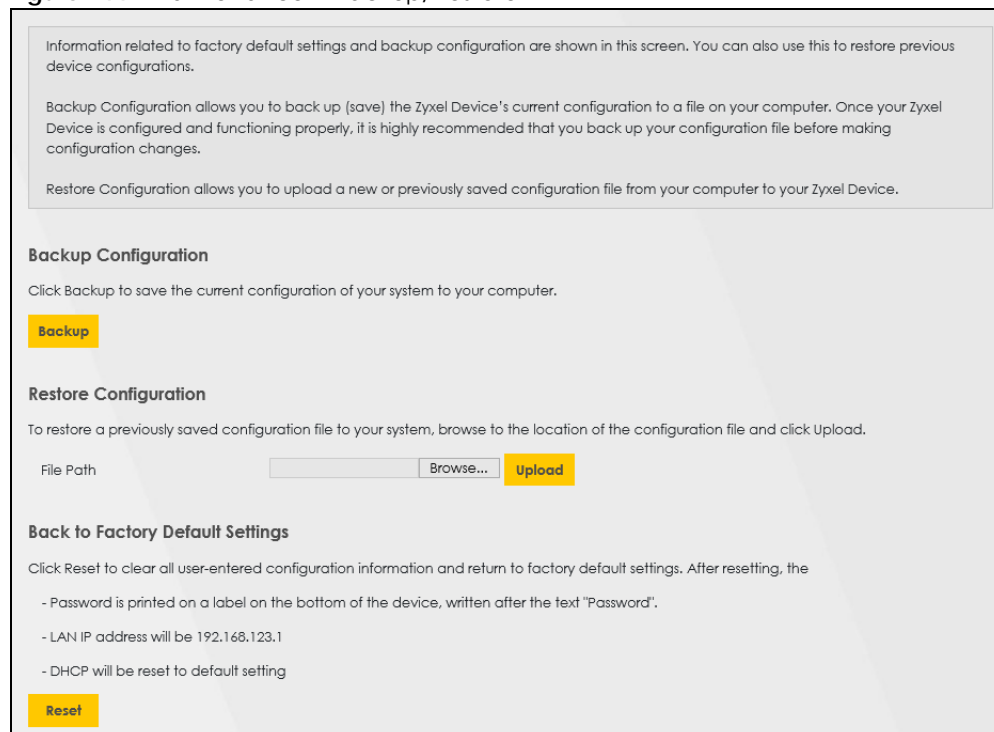 Information related to factory default settings and backup configuration are shown in this screen. You can also use this to restore previous
device configurations.
Backup Configuration allows you to back up (save) the Zyxel Device's current configuration to a file on your computer. Once your Zyxel
Device is configured and functioning properly, it is highly recommended that you back up your configuration file before making
configuration changes.
Restore Configuration allows you to upload a new or previously saved configuration file from your computer to your Zyxel Device.
Backup Configuration
Click Backup to save the current configuration of your system to your computer.
Backup
Restore Configuration
To restore a previously saved configuration file to your system, browse to the location of the configuration file and click Upload.
File Path Browse... Upload
Back to Factory Default Settings
Click Reset to clear all user-entered configuration information and return to factory default settings. After resetting, the
- Password is printed on a label on the bottom of the device, written after the text "Password".
- LAN IP address will be 192.168.123.1
- DHCP will be reset to default setting
Reset